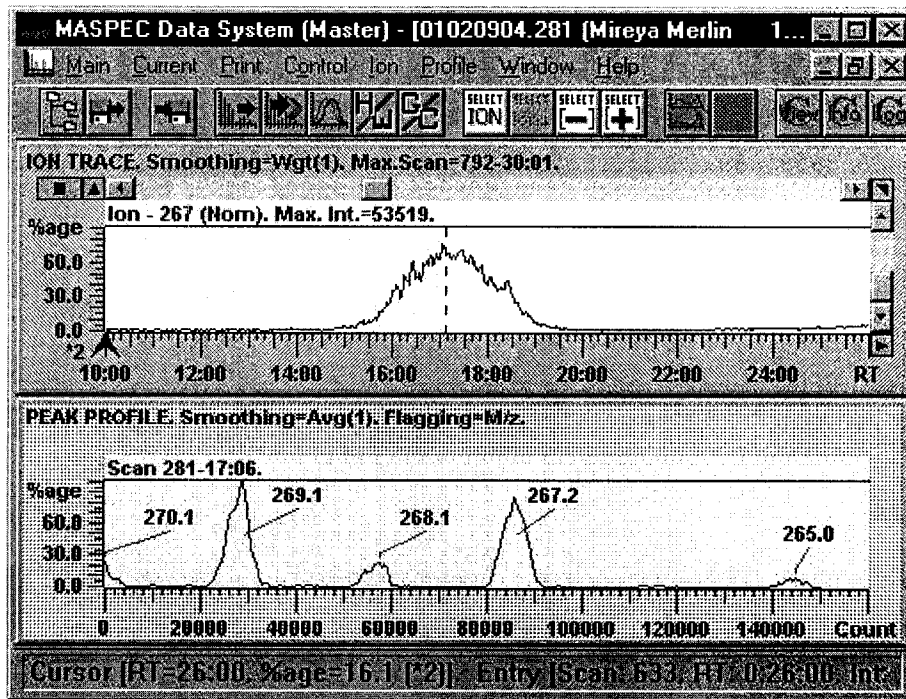 MASPEC Data System (Master) - [01020904.281 [Mireya Merlin 1...
Main Current Print Control Ion Profile Window Help
H/W G/C SELECT ION SELECT SELECT [-] SELECT [+]
ION TRACE. Smoothing=Wgt(1). Max.Scan=792-30:01.
Ion - 267 (Norm). Max. Int.=53519.
%age
60.0
30.0
0.0
*2
10:00 12:00 14:00 16:00 18:00 20:00 22:00 24:00 RT
PEAK PROFILE. Smoothing=Avg(1). Flagging=M/z.
Scan 281-17:06.
%age
60.0
30.0
0.0
270.1
269.1
268.1
267.2
265.0
0 20000 40000 60000 80000 100000 120000 140000 Count
[Cursor [RT=26:00, %age=16.1 (*2)] - Entry [Scan: 633, RT: 0:26:00, Int: